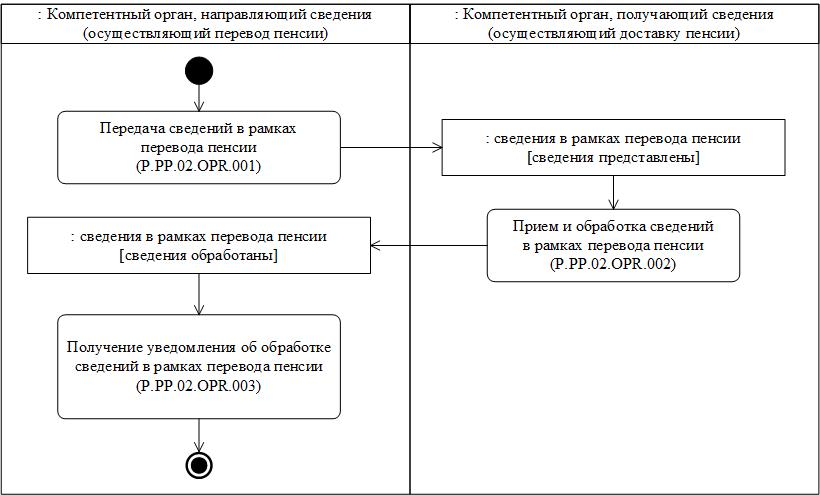 : Компетентный орган, направляющий сведения
(осуществляющий перевод пенсии)
: Компетентный орган, получающий сведения
(осуществляющий доставку пенсии)
Передача сведений в рамках
перевода пенсии
(P.PP.02.OPR.001)
: сведения в рамках перевода пенсии
[сведения представлены]
Прием и обработка сведений
в рамках перевода пенсии
(P.PP.02.OPR.002)
: сведения в рамках перевода пенсии
[сведения обработаны]
Получение уведомления об обработке
сведений в рамках перевода пенсии
(P.PP.02.OPR.003)